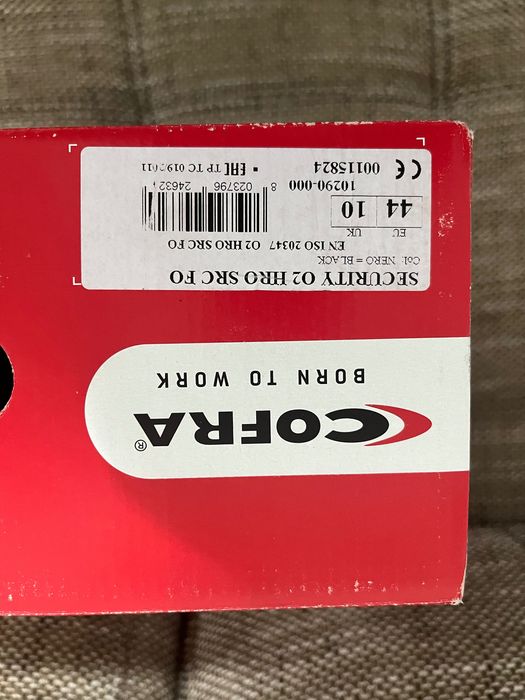 COFRA®
BORN TO WORK
SECURITY O2 HRO SRC FO
Col: NERO = BLACK
EU UK
44 10
EN ISO 20347 O2 HRO SRC FO
8 023796 24632
10290-000
CE 00115824
EAC TP TC 019/2011